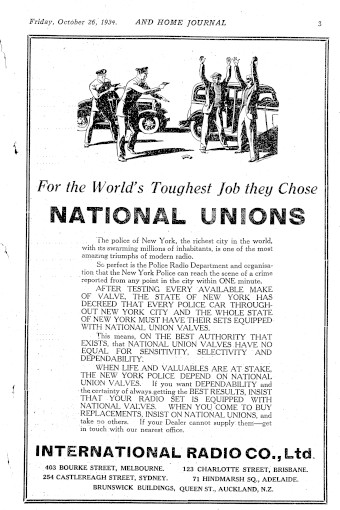 Friday, October 26, 1934. AND HOME JOURNAL 3
For the World's Toughest Job they Chose
NATIONAL UNIONS
The police of New York, the richest city in the world,
with its swarming millions of inhabitants, is one of the most
amazing triumphs of modern radio.
So perfect is the Police Radio Department and organisa-
tion that the New York Police can reach the scene of a crime
reported from any point in the city within ONE minute.
AFTER TESTING EVERY AVAILABLE MAKE
OF VALVE, THE STATE OF NEW YORK HAS
DECREED THAT EVERY POLICE CAR THROUGH-
OUT NEW YORK CITY AND THE WHOLE STATE
OF NEW YORK MUST HAVE THEIR SETS EQUIPPED
WITH NATIONAL UNION VALVES.
This means, ON THE BEST AUTHORITY THAT
EXISTS, that NATIONAL UNION VALVES HAVE NO
EQUAL FOR SENSITIVITY, SELECTIVITY AND
DEPENDABILITY.
WHEN LIFE AND VALUABLES ARE AT STAKE,
THE NEW YORK POLICE DEPEND ON NATIONAL
UNION VALVES. If you want DEPENDABILITY and
the certainty of always getting the BEST RESULTS, INSIST
THAT YOUR RADIO SET IS EQUIPPED WITH
NATIONAL VALVES. WHEN YOU COME TO BUY
REPLACEMENTS, INSIST ON NATIONAL UNIONS, and
take no others. If your Dealer cannot supply them—get
in touch with our nearest office.
INTERNATIONAL RADIO CO., Ltd.
403 BOURKE STREET, MELBOURNE. 123 CHARLOTTE STREET, BRISBANE.
254 CASTLEREAGH STREET, SYDNEY. 71 HINDMARSH SQ., ADELAIDE.
BRUNSWICK BUILDINGS, QUEEN ST., AUCKLAND, N.Z.